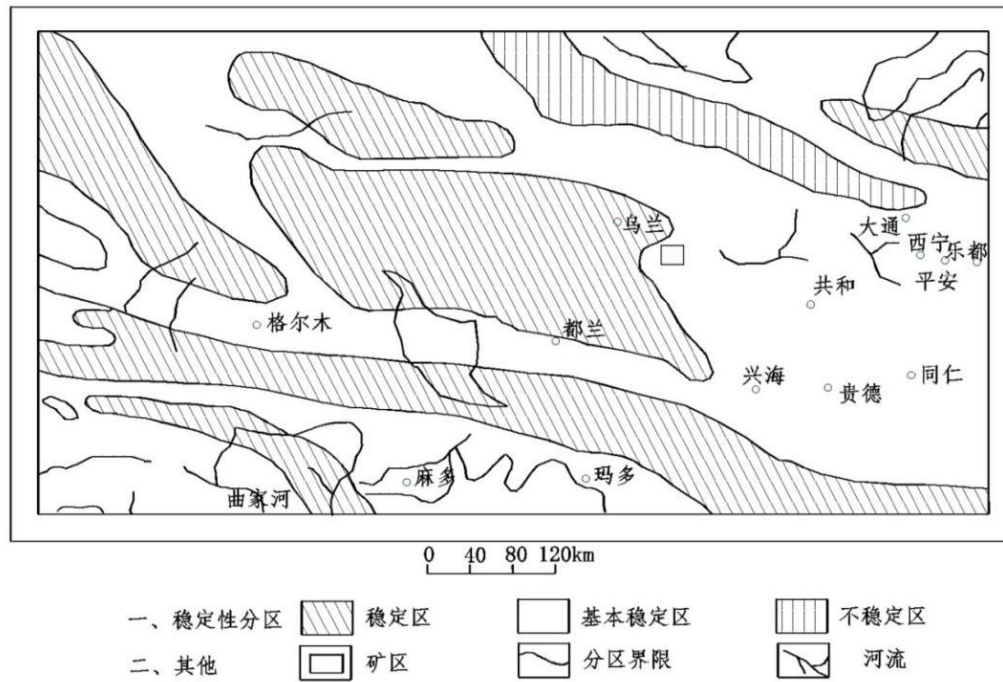 乌兰
大通
西宁
乐都
平安
共和
格尔木
都兰
兴海
贵德
同仁
曲家河
麻多
玛多
0 40 80 120km
一、稳定性分区 稳定区 基本稳定区 不稳定区
二、其他 矿区 分区界限 河流